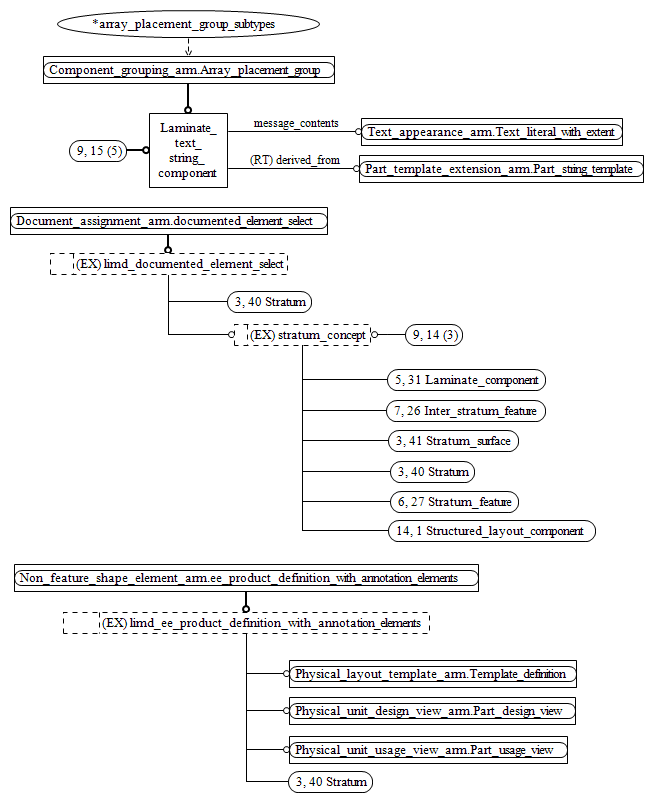 *array_placement_group_subtypes
Component_grouping_arm.Array_placement_group
Laminate_
text_
string_
component
9, 15 (5)
message_contents
Text_appearance_arm.Text_literal_with_extent
(RT) derived_from
Part_template_extension_arm.Part_string_template
Document_assignment_arm.documented_element_select
(EX) limd_documented_element_select
3, 40 Stratum
(EX) stratum_concept
9, 14 (3)
5, 31 Laminate_component
7, 26 Inter_stratum_feature
3, 41 Stratum_surface
3, 40 Stratum
6, 27 Stratum_feature
14, 1 Structured_layout_component
Non_feature_shape_element_arm.ee_product_definition_with_annotation_elements
(EX) limd_ee_product_definition_with_annotation_elements
Physical_layout_template_arm.Template_definition
Physical_unit_design_view_arm.Part_design_view
Physical_unit_usage_view_arm.Part_usage_view
3, 40 Stratum